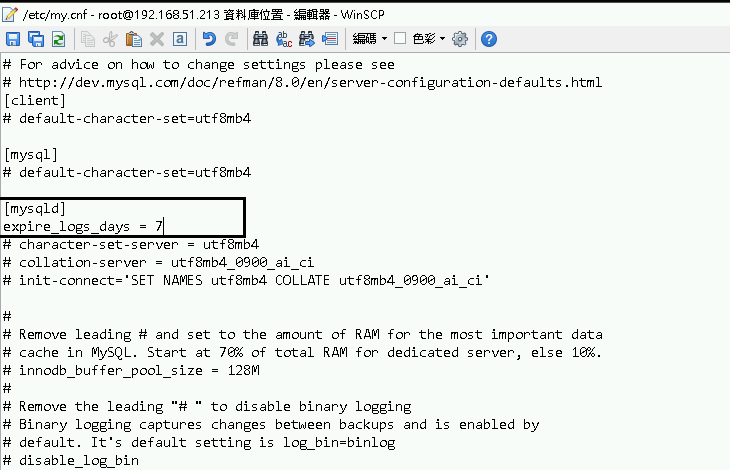 /etc/my.cnf - root@192.168.51.213 資料庫位置 - 編輯器 - WinSCP
編碼 色彩
# For advice on how to change settings please see
# http://dev.mysql.com/doc/refman/8.0/en/server-configuration-defaults.html
[client]
# default-character-set=utf8mb4
[mysql]
# default-character-set=utf8mb4
[mysqld]
expire_logs_days = 7
# character-set-server = utf8mb4
# collation-server = utf8mb4_0900_ai_ci
# init-connect='SET NAMES utf8mb4 COLLATE utf8mb4_0900_ai_ci'
#
# Remove leading # and set to the amount of RAM for the most important data
# cache in MySQL. Start at 70% of total RAM for dedicated server, else 10%.
# innodb_buffer_pool_size = 128M
#
# Remove the leading "# " to disable binary logging
# Binary logging captures changes between backups and is enabled by
# default. It's default setting is log_bin=binlog
# disable_log_bin